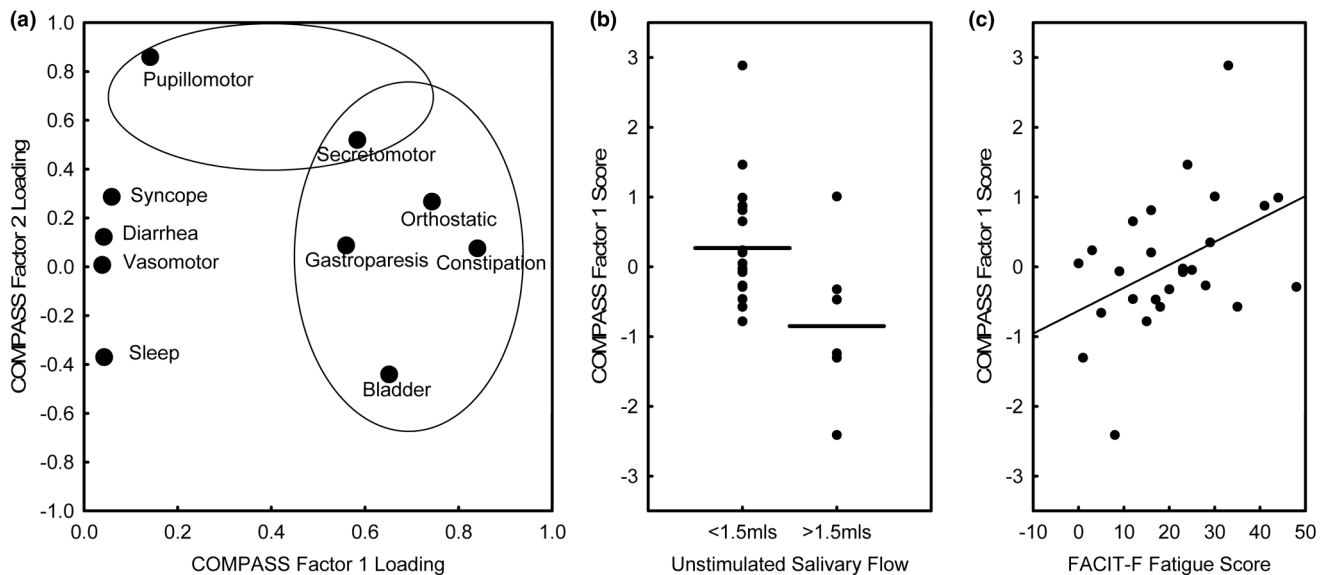 (a)
1.0
0.8
0.6
0.4
0.2
0.0
-0.2
-0.4
-0.6
-0.8
-1.0
COMPASS Factor 2 Loading
Pupillomotor
Secretomotor
Syncope
Orthostatic
Diarrhea
Gastroparesis
Constipation
Vasomotor
Sleep
Bladder
0.0 0.2 0.4 0.6 0.8 1.0
COMPASS Factor 1 Loading
(b)
3
2
1
0
-1
-2
-3
COMPASS Factor 1 Score
<1.5mls >1.5mls
Unstimulated Salivary Flow
(c)
3
2
1
0
-1
-2
-3
COMPASS Factor 1 Score
-10 0 10 20 30 40 50
FACIT-F Fatigue Score